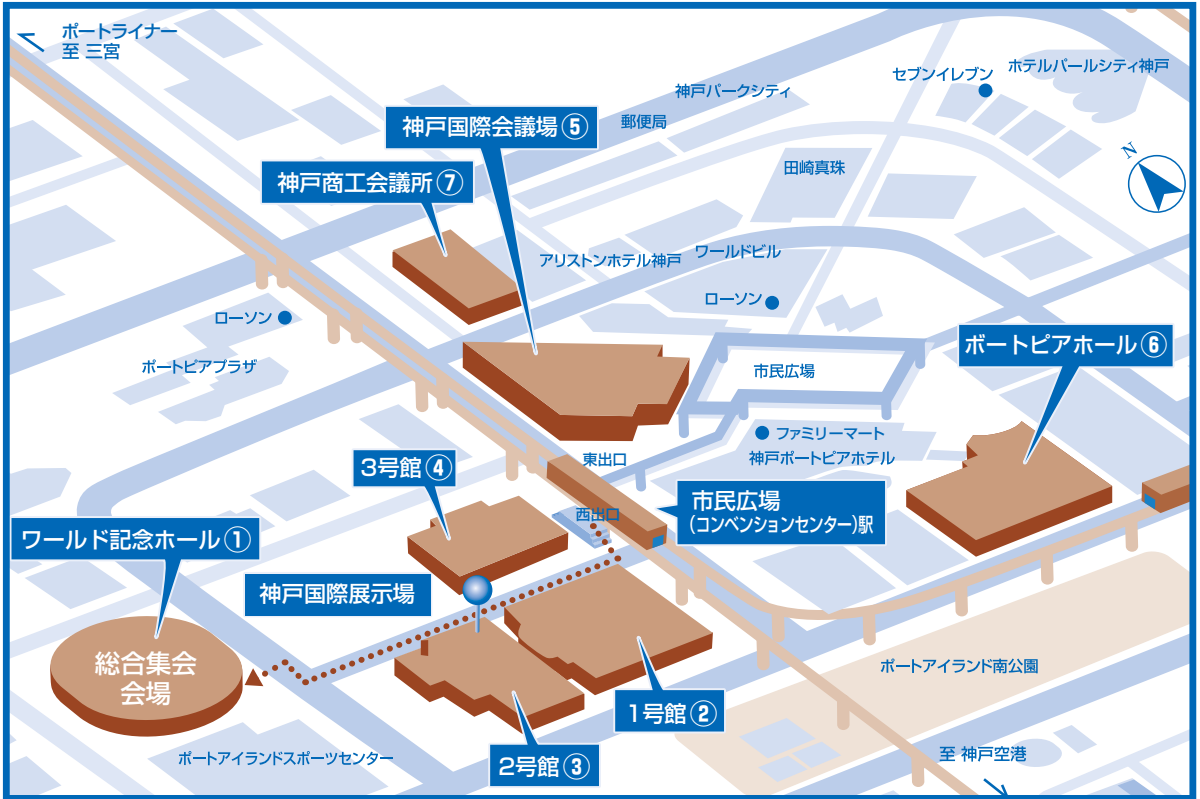 ポートライナー
至 三宮
セブンイレブン
ホテルパールシティ神戸
神戸パークシティ
郵便局
神戸国際会議場⑤
N
田崎真珠
神戸商工会議所⑦
アリストンホテル神戸
ワールドビル
ローソン
ローソン
ポートピアプラザ
市民広場
ボートピアホール⑥
ファミリーマート
神戸ポートピアホテル
東出口
3号館④
市民広場
(コンベンションセンター)駅
西出口
ワールド記念ホール①
神戸国際展示場
総合集会
会場
ポートアイランド南公園
1号館②
ポートアイランドスポーツセンター
2号館③
至 神戸空港